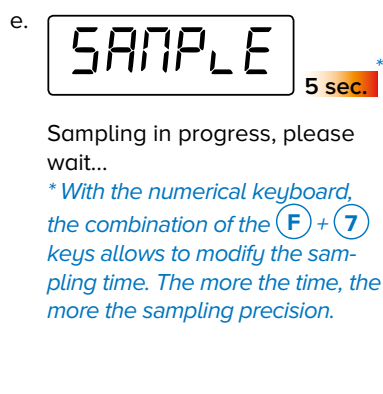 e.
SAMPLE
*
5 sec.
Sampling in progress, please
wait...
* With the numerical keyboard,
the combination of the F + 7
keys allows to modify the sam-
pling time. The more the time, the
more the sampling precision.